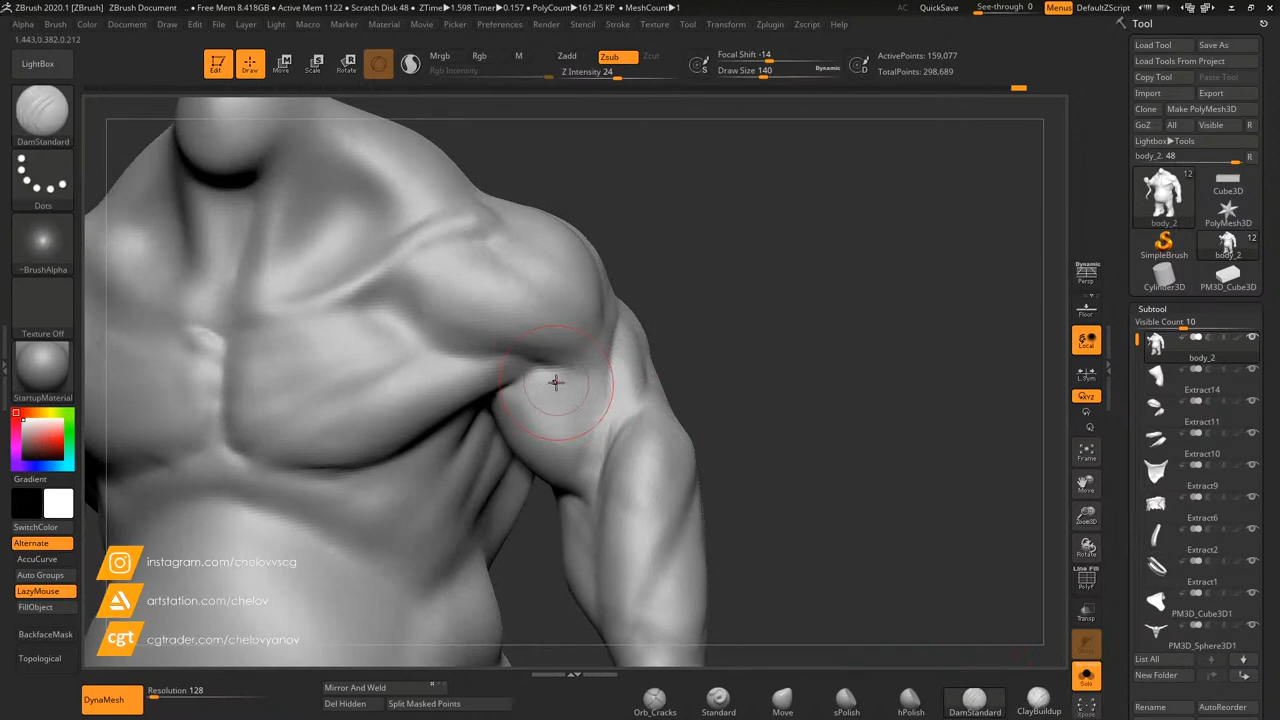 ZBrush 2020.1 [ZBrush] ZBrush Document • Free Mem 8.418GB • Active Mem 1122 • Scratch Disk 48 • ZTime▸1.598 Timer▸0.157 • PolyCount▸161.25 KP • MeshCount▸1 AC QuickSave See-through 0 Menus DefaultZScript
Alpha Brush Color Document Draw Edit File Layer Light Macro Marker Material Movie Picker Preferences Render Stencil Stroke Texture Tool Transform Zplugin Zscript Help
1.443,0.382,0.212
LightBox
Edit Draw Move Scale Rotate
Mrgb Rgb M
Rgb Intensity
Zadd Zsub Zcut
Z Intensity 24
S
Focal Shift -14
Draw Size 140 Dynamic
D
ActivePoints: 159,077
TotalPoints: 298,689
DamStandard
Dots
~BrushAlpha
Texture Off
StartupMaterial
Gradient
SwitchColor
Alternate
AccuCurve
Auto Groups
LazyMouse
FillObject
BackfaceMask
Topological
instagram.com/chelovvscg
artstation.com/chelov
cgt cgtrader.com/chelovyanov
DynaMesh
Resolution 128
Mirror And Weld
Del Hidden Split Masked Points
Orb_Cracks Standard Move sPolish hPolish DamStandard ClayBuildup
Dynamic
Persp
Floor
Local
L.Sym
XYZ
Frame
Move
Zoom3D
Rotate
Line Fill
PolyF
Transp
Solo
Xpose
Tool
Load Tool Save As
Load Tools From Project
Copy Tool Paste Tool
Import Export
Clone Make PolyMesh3D
GoZ All Visible R
Lightbox▸Tools
body_2. 48 R
12
body_2
Cube3D
PolyMesh3D
SimpleBrush
12
body_2
Cylinder3D
PM3D_Cube3D
Subtool
Visible Count 10
body_2
Extract14
Extract11
Extract10
Extract9
Extract6
Extract2
Extract1
PM3D_Cube3D1
PM3D_Sphere3D1
List All
New Folder
Rename AutoReorder